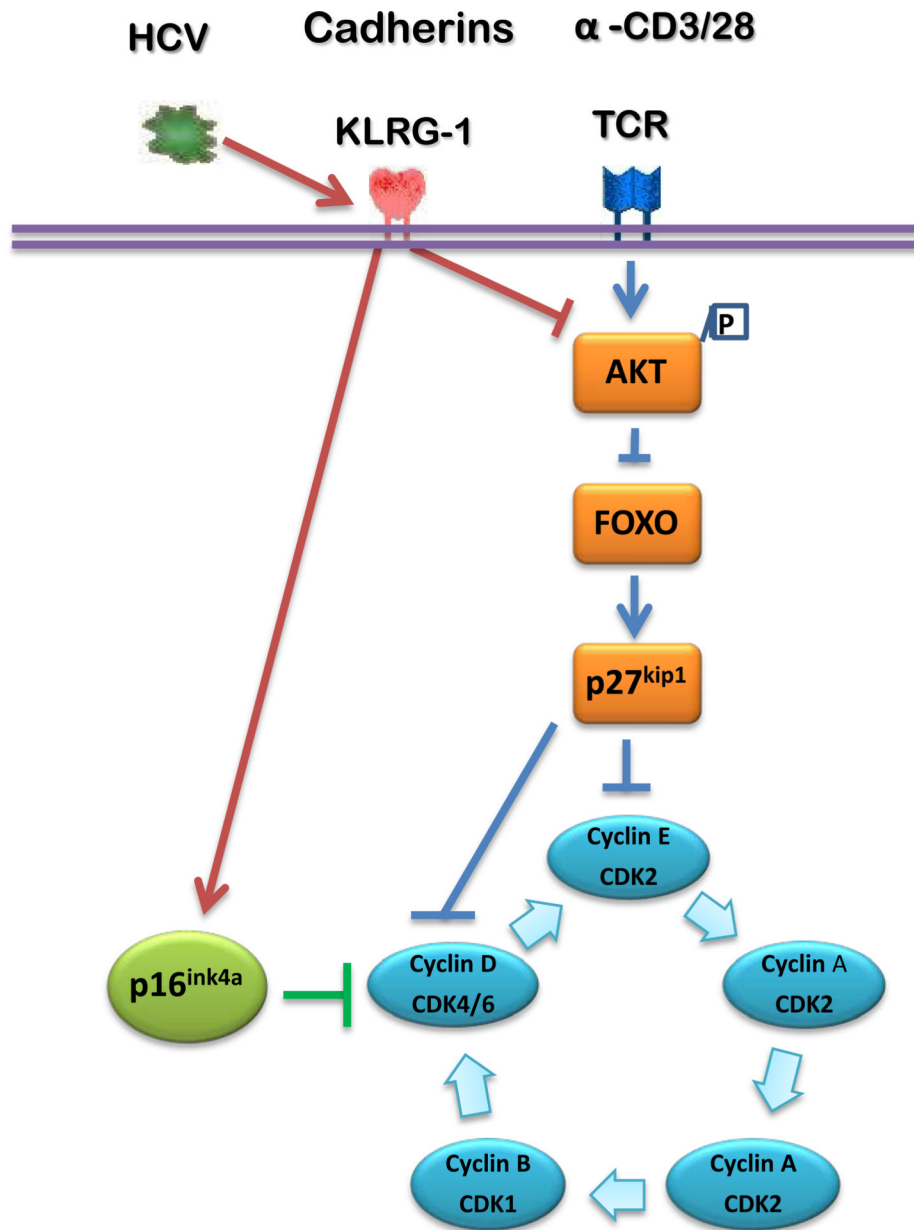 HCV
Cadherins
α -CD3/28
KLRG-1
TCR
P
AKT
FOXO
p27kip1
Cyclin E
CDK2
p16ink4a
Cyclin D
CDK4/6
Cyclin A
CDK2
Cyclin B
CDK1
Cyclin A
CDK2